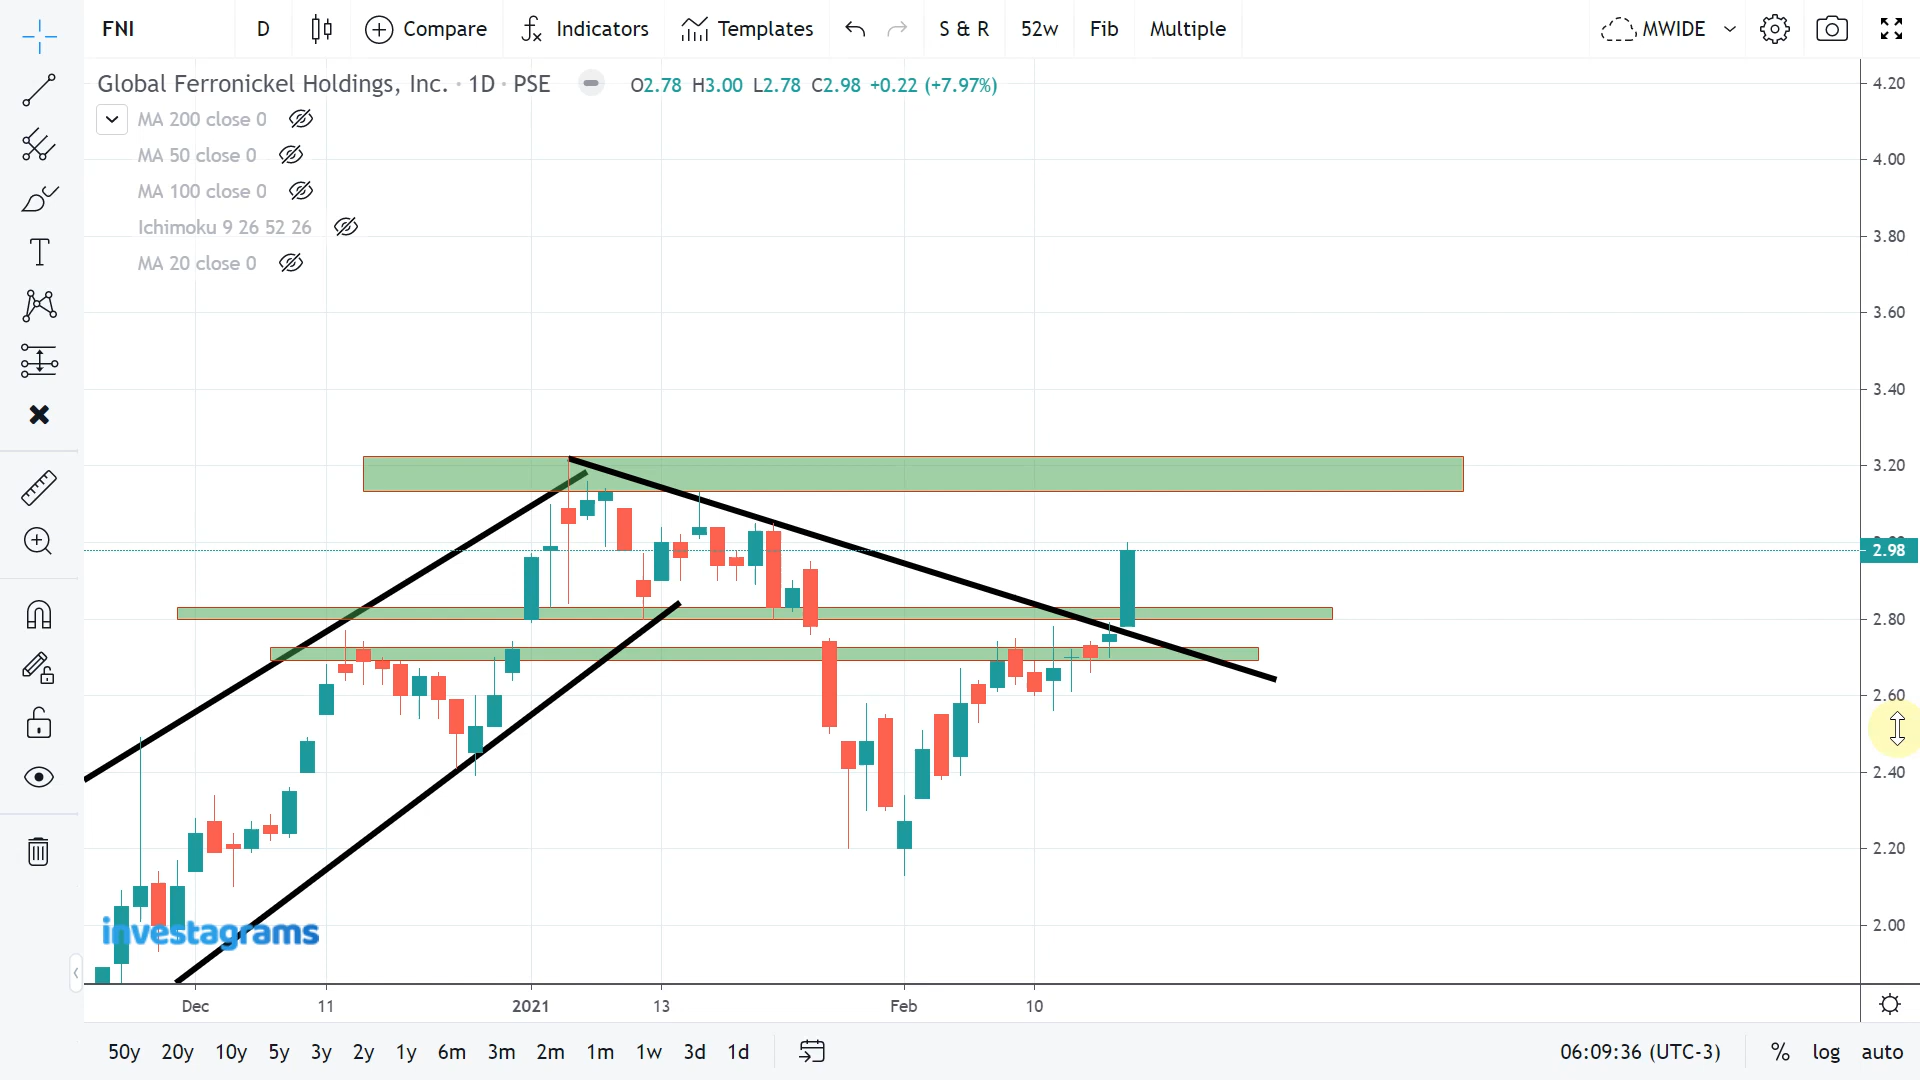 FNI D Compare Indicators Templates S & R 52w Fib Multiple MWIDE
Global Ferronickel Holdings, Inc. · 1D · PSE O2.78 H3.00 L2.78 C2.98 +0.22 (+7.97%)
MA 200 close 0
MA 50 close 0
MA 100 close 0
Ichimoku 9 26 52 26
MA 20 close 0
4.20
4.00
3.80
3.60
3.40
3.20
2.98
2.80
2.60
2.40
2.20
2.00
investagrams
Dec 11 2021 13 Feb 10
50y 20y 10y 5y 3y 2y 1y 6m 3m 2m 1m 1w 3d 1d 06:09:36 (UTC-3) % log auto